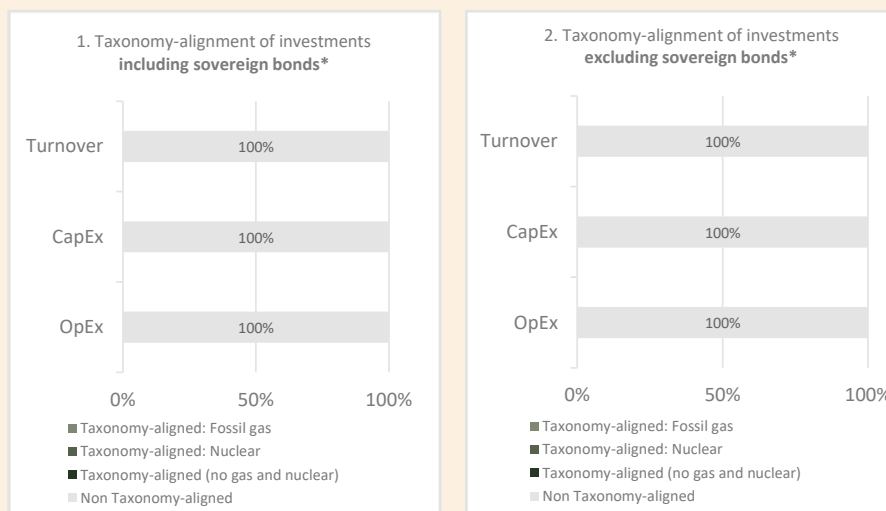 1. Taxonomy-alignment of investments
including sovereign bonds*
Turnover
100%
CapEx
100%
OpEx
100%
0%
50%
100%
Taxonomy-aligned: Fossil gas
Taxonomy-aligned: Nuclear
Taxonomy-aligned (no gas and nuclear)
Non Taxonomy-aligned
2. Taxonomy-alignment of investments
excluding sovereign bonds*
Turnover
100%
CapEx
100%
OpEx
100%
0%
50%
100%
Taxonomy-aligned: Fossil gas
Taxonomy-aligned: Nuclear
Taxonomy-aligned (no gas and nuclear)
Non Taxonomy-aligned